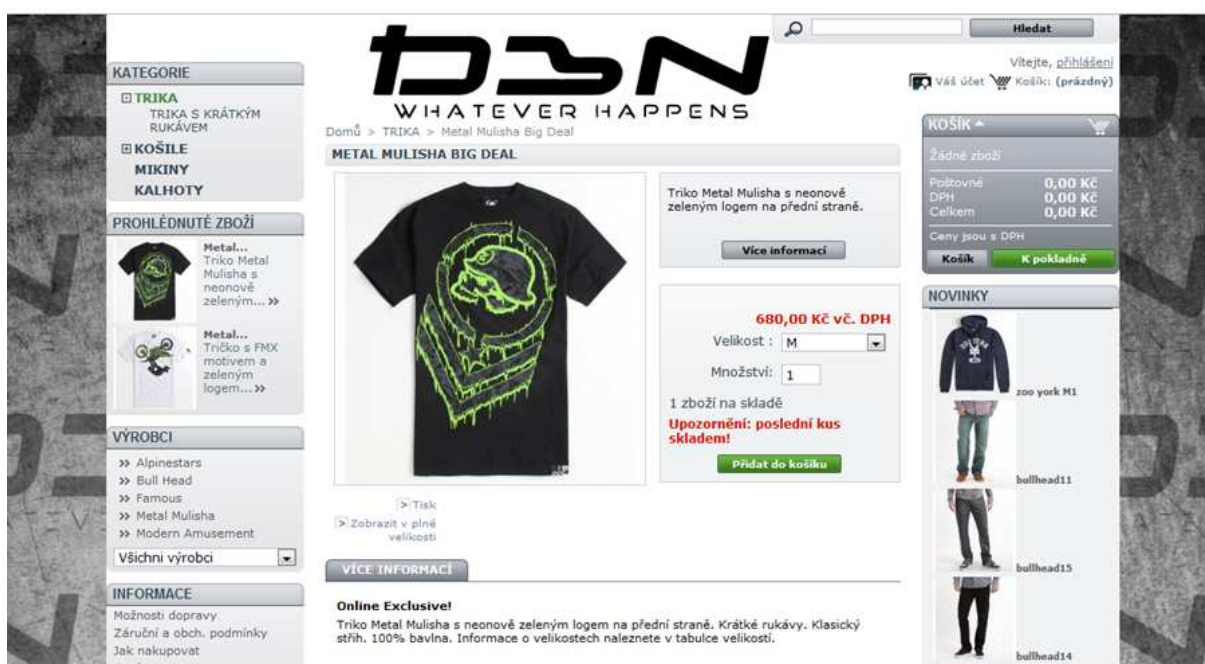 Hledat
Vítejte, přihlášení
Váš účet Košík: (prázdný)
WHATEVER HAPPENS
KATEGORIE
TRIKA
TRIKA S KRÁTKÝM
RUKÁVEM
KOŠILE
MIKINY
KALHOTY
PROHLÉDNUTÉ ZBOŽÍ
Metal...
Triko Metal
Mulisha s
neonově
zeleným... »
Metal...
Tričko s FMX
motivem a
zeleným
logem... »
VÝROBCI
» Alpinestars
» Bull Head
» Famous
» Metal Mulisha
» Modern Amusement
Všichni výrobci
INFORMACE
Možnosti dopravy
Záruční a obch. podmínky
Jak nakupovat
Domů > TRIKA > Metal Mulisha Big Deal
METAL MULISHA BIG DEAL
Triko Metal Mulisha s neonově
zeleným logem na přední straně.
Více informací
680,00 Kč vč. DPH
Velikost : M
Množství: 1
1 zboží na skladě
Upozornění: poslední kus
skladem!
Přidat do košíku
> Tisk
> Zobrazit v plné
velikosti
VÍCE INFORMACÍ
Online Exclusive!
Triko Metal Mulisha s neonově zeleným logem na přední straně. Krátké rukávy. Klasický
střih. 100% bavlna. Informace o velikostech naleznete v tabulce velikostí.
KOŠÍK
Žádné zboží
Poštovné 0,00 Kč
DPH 0,00 Kč
Celkem 0,00 Kč
Ceny jsou s DPH
Košík K pokladně
NOVINKY
zoo york M1
bullhead11
bullhead15
bullhead14